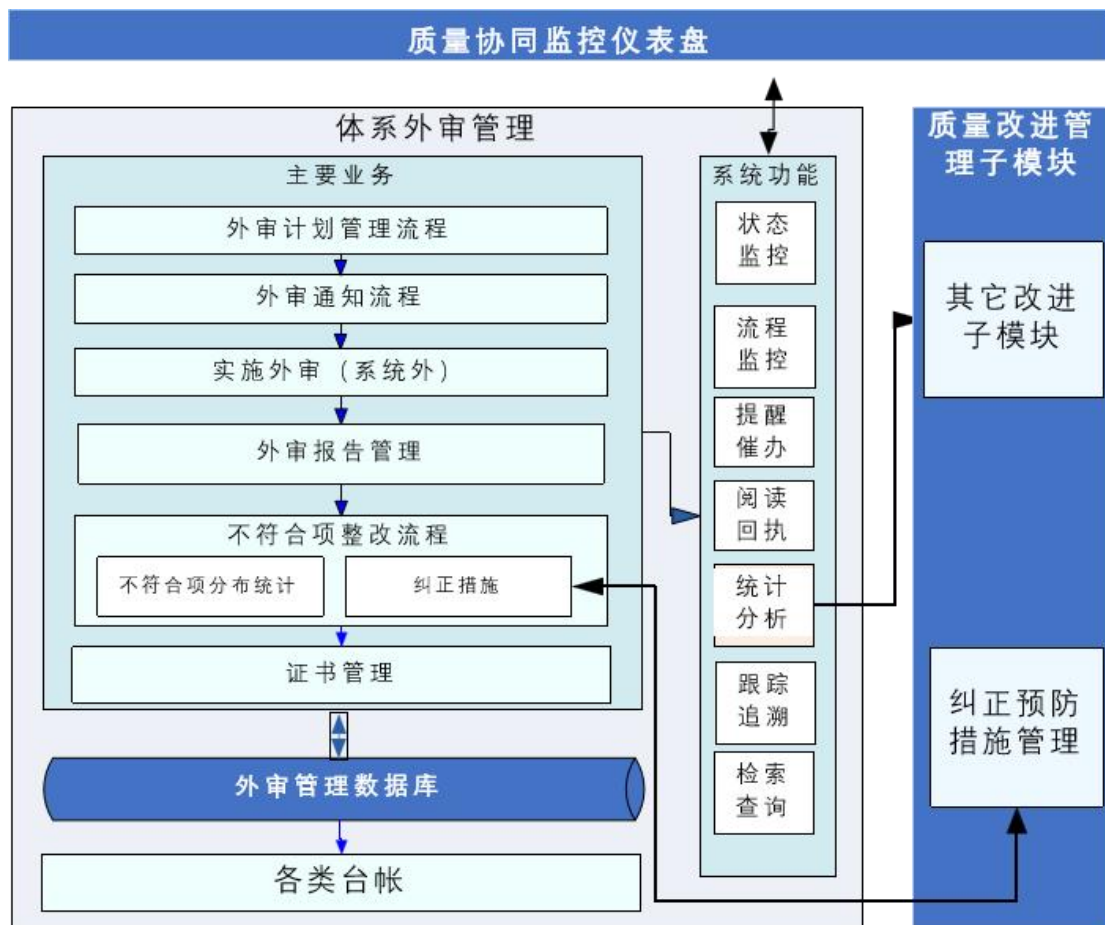 质量协同监控仪表盘
体系外审管理
主要业务
外审计划管理流程
外审通知流程
实施外审（系统外）
外审报告管理
不符合项整改流程
不符合项分布统计
纠正措施
证书管理
外审管理数据库
各类台帐
系统功能
状态
监控
流程
监控
提醒
催办
阅读
回执
统计
分析
跟踪
追溯
检索
查询
质量改进管
理子模块
其它改进
子模块
纠正预防
措施管理